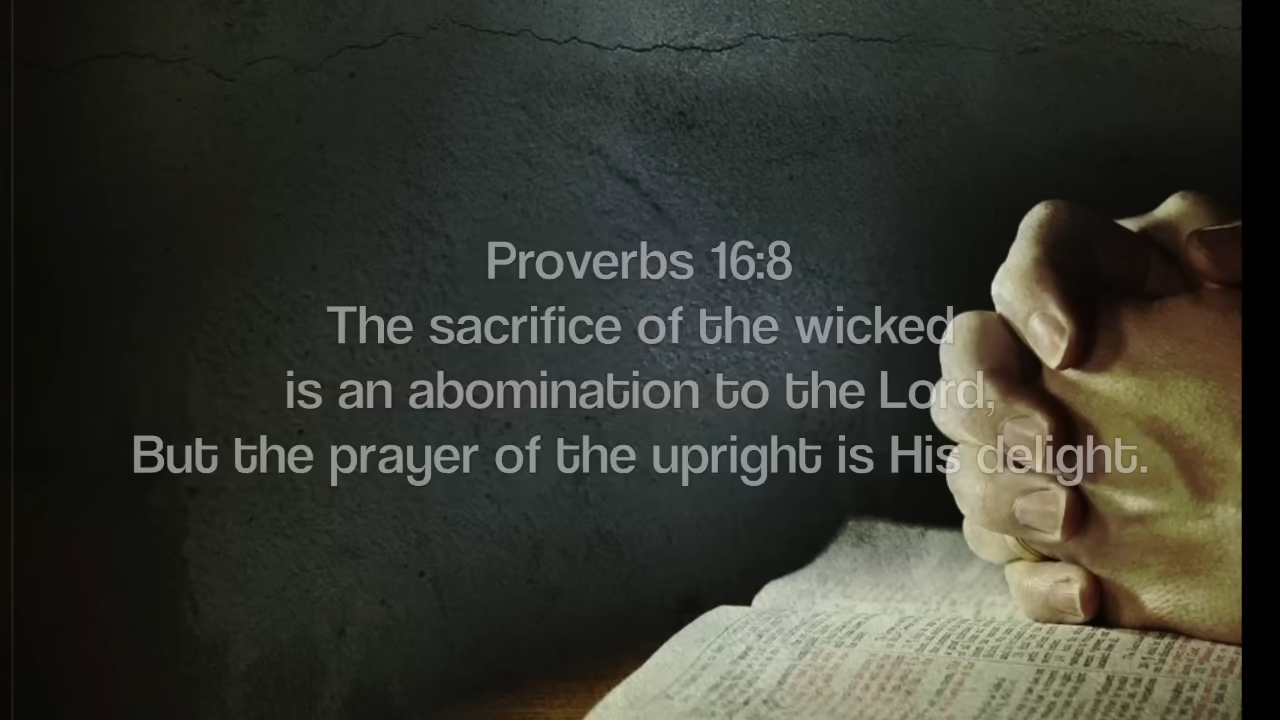 Proverbs 16:8
The sacrifice of the wicked
is an abomination to the Lord,
But the prayer of the upright is His delight.